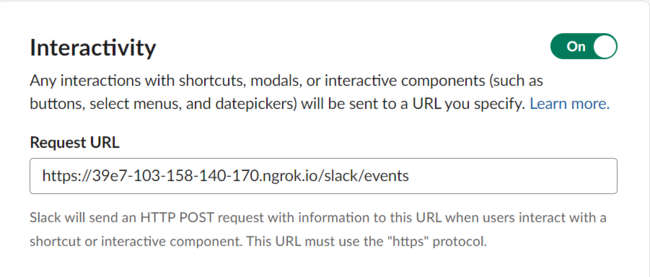 Interactivity
On
Any interactions with shortcuts, modals, or interactive components (such as
buttons, select menus, and datepickers) will be sent to a URL you specify. Learn more.
Request URL
https://39e7-103-158-140-170.ngrok.io/slack/events
Slack will send an HTTP POST request with information to this URL when users interact with a
shortcut or interactive component. This URL must use the "https" protocol.